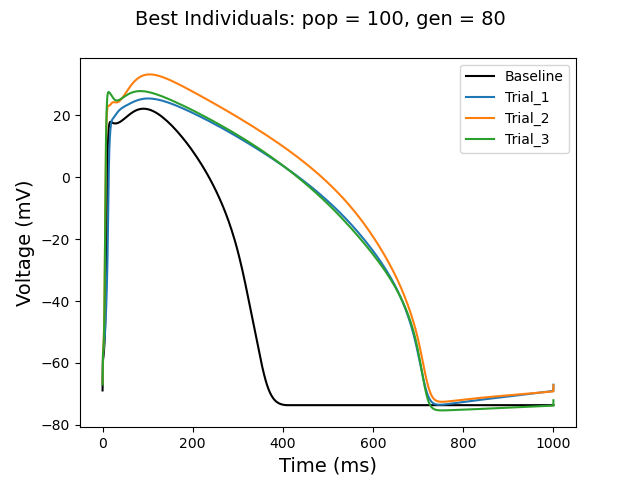 Best Individuals: pop = 100, gen = 80
Baseline
Trial_1
Trial_2
Trial_3
Voltage (mV)
20
0
−20
−40
−60
−80
0 200 400 600 800 1000
Time (ms)